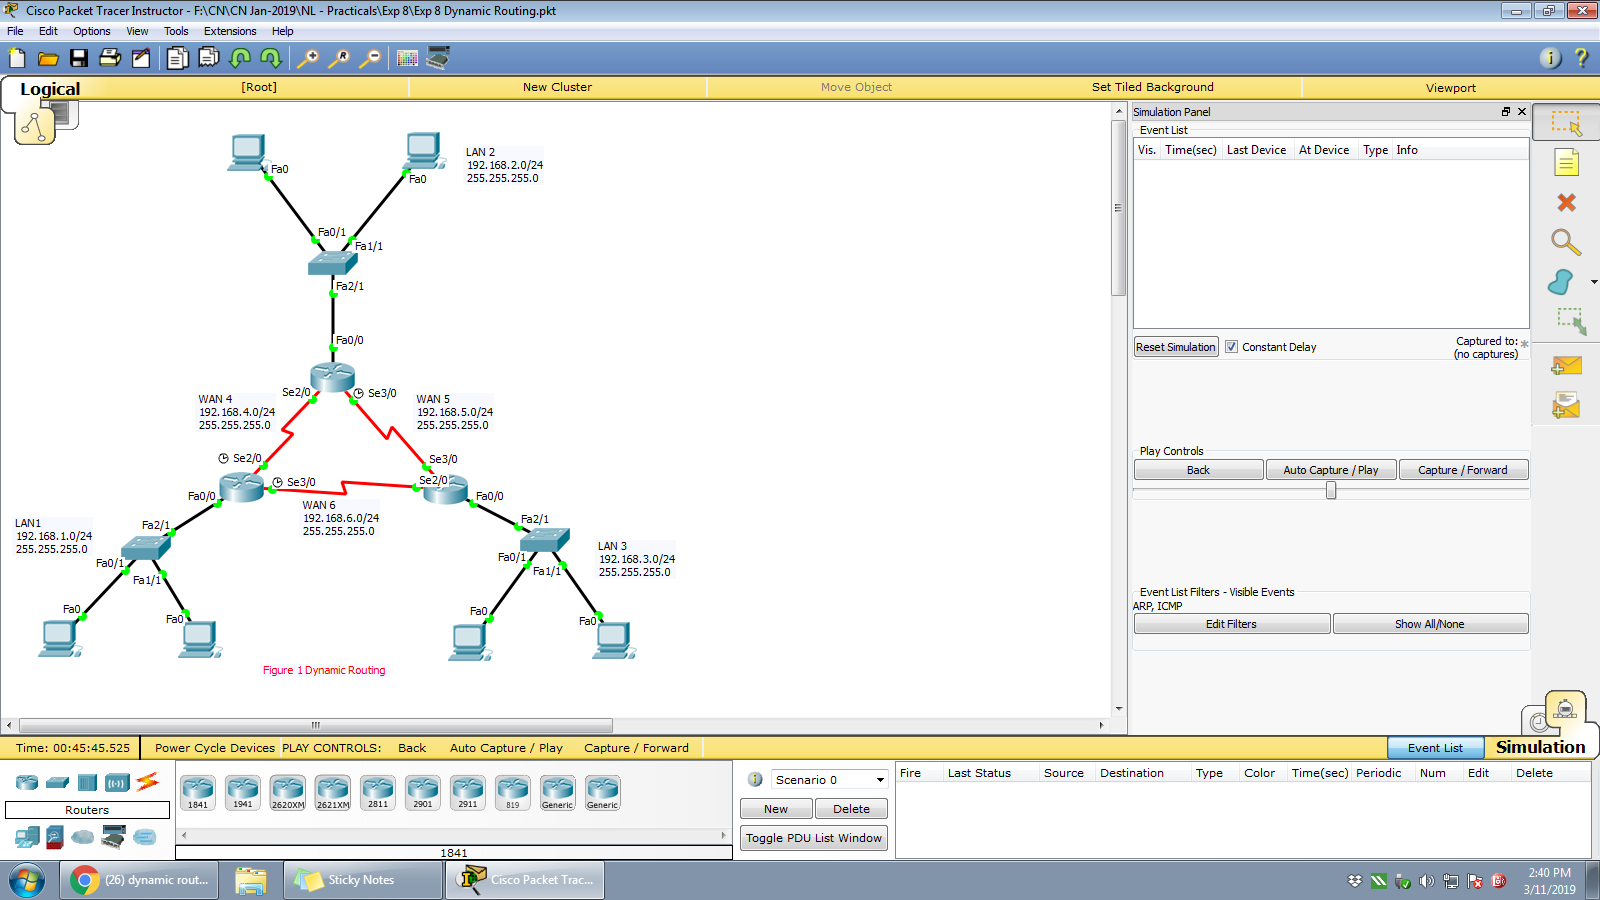 Cisco Packet Tracer Instructor - F:\CN\CN Jan-2019\NL - Practicals\Exp 8\Exp 8 Dynamic Routing.pkt
File Edit Options View Tools Extensions Help
Logical [Root] New Cluster Move Object Set Tiled Background Viewport
Fa0
Fa0
LAN 2
192.168.2.0/24
255.255.255.0
Fa0/1
Fa1/1
Fa2/1
Fa0/0
Se2/0
Se3/0
WAN 4
192.168.4.0/24
255.255.255.0
WAN 5
192.168.5.0/24
255.255.255.0
Se2/0
Se3/0
Se3/0
Se2/0
Fa0/0
Fa0/0
WAN 6
192.168.6.0/24
255.255.255.0
LAN1
192.168.1.0/24
255.255.255.0
Fa2/1
Fa0/1
Fa1/1
Fa0
Fa0
Fa2/1
Fa0/1
Fa1/1
LAN 3
192.168.3.0/24
255.255.255.0
Fa0
Fa0
Figure 1 Dynamic Routing
Simulation Panel
Event List
Vis. Time(sec) Last Device At Device Type Info
Reset Simulation Constant Delay
Captured to:
(no captures)
*
Play Controls
Back Auto Capture / Play Capture / Forward
Event List Filters - Visible Events
ARP, ICMP
Edit Filters Show All/None
Time: 00:45:45.525 Power Cycle Devices PLAY CONTROLS: Back Auto Capture / Play Capture / Forward Event List Simulation
Routers
1841 1941 2620XM 2621XM 2811 2901 2911 819 Generic Generic
1841
Scenario 0
New Delete
Toggle PDU List Window
Fire Last Status Source Destination Type Color Time(sec) Periodic Num Edit Delete
(26) dynamic rout... Sticky Notes Cisco Packet Trac...
2:40 PM
3/11/2019